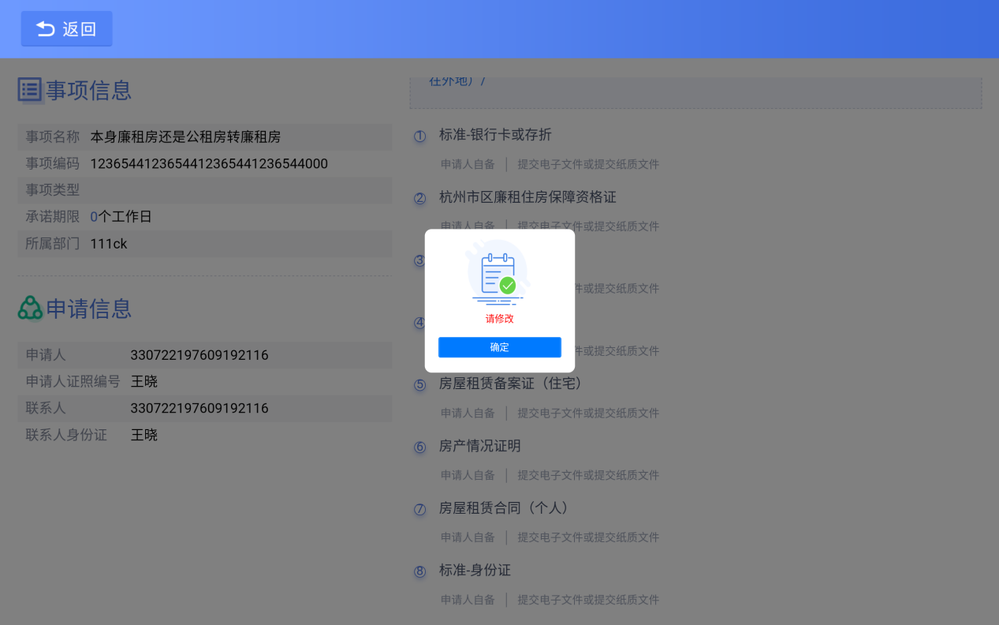 返回
事项信息
事项名称 本身廉租房还是公租房转廉租房
事项编码 1236544123654412365441236544000
事项类型
承诺期限 0个工作日
所属部门 111ck
申请信息
申请人 330722197609192116
申请人证照编号 王晓
联系人 330722197609192116
联系人身份证 王晓
在外地）/
① 标准-银行卡或存折
申请人自备 | 提交电子文件或提交纸质文件
② 杭州市区廉租住房保障资格证
申请人自备 | 提交电子文件或提交纸质文件
③
件或提交纸质文件
④
件或提交纸质文件
请修改
确定
⑤ 房屋租赁备案证（住宅）
申请人自备 | 提交电子文件或提交纸质文件
⑥ 房产情况证明
申请人自备 | 提交电子文件或提交纸质文件
⑦ 房屋租赁合同（个人）
申请人自备 | 提交电子文件或提交纸质文件
⑧ 标准-身份证
申请人自备 | 提交电子文件或提交纸质文件